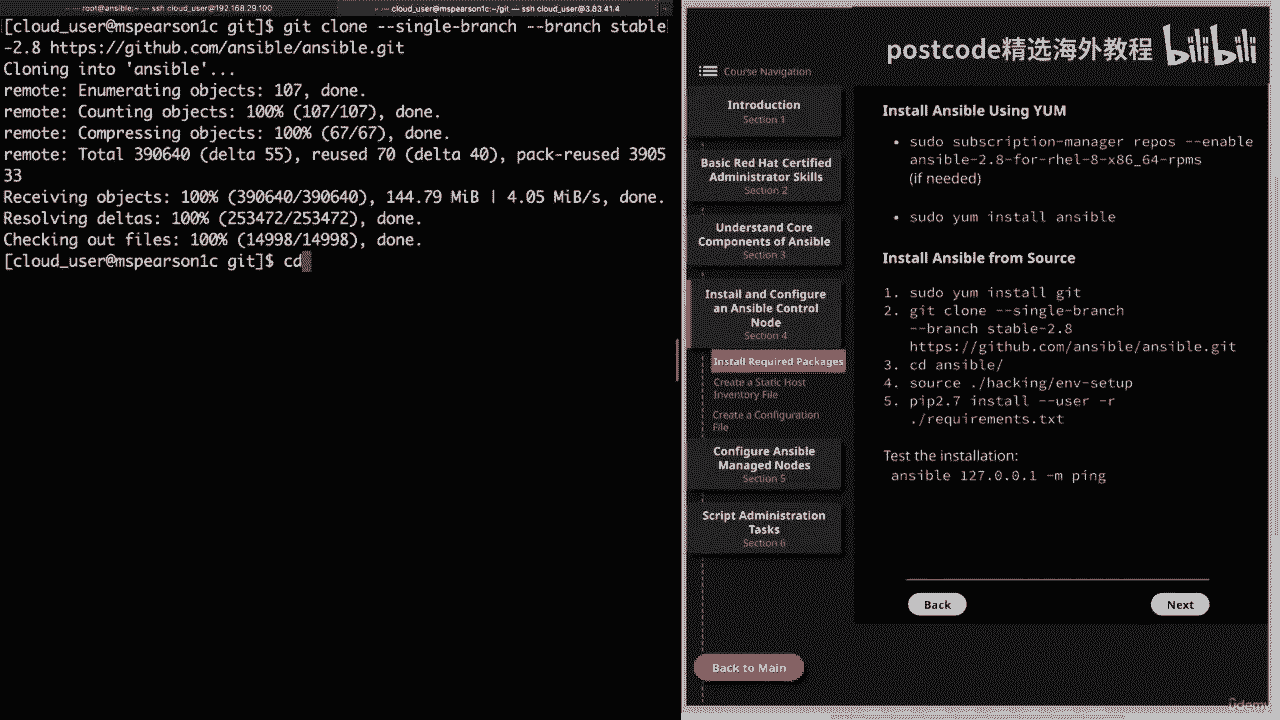 root@ansible:~ — ssh cloud_user@192.168.29.100
cloud_user@mspearson1c:~/git — ssh cloud_user@3.83.41.4
[cloud_user@mspearson1c git]$ git clone --single-branch --branch stable
-2.8 https://github.com/ansible/ansible.git
Cloning into 'ansible'...
remote: Enumerating objects: 107, done.
remote: Counting objects: 100% (107/107), done.
remote: Compressing objects: 100% (67/67), done.
remote: Total 390640 (delta 55), reused 70 (delta 40), pack-reused 3905
33
Receiving objects: 100% (390640/390640), 144.79 MiB | 4.05 MiB/s, done.
Resolving deltas: 100% (253472/253472), done.
Checking out files: 100% (14998/14998), done.
[cloud_user@mspearson1c git]$ cd
postcode精选海外教程 bilibili
Course Navigation
Introduction
Section 1
Basic Red Hat Certified
Administrator Skills
Section 2
Understand Core
Components of Ansible
Section 3
Install and Configure
an Ansible Control
Node
Section 4
Install Required Packages
Create a Static Host
Inventory File
Create a Configuration
File
Configure Ansible
Managed Nodes
Section 5
Script Administration
Tasks
Section 6
Back to Main
Install Ansible Using YUM
• sudo subscription-manager repos --enable
ansible-2.8-for-rhel-8-x86_64-rpms
(if needed)
• sudo yum install ansible
Install Ansible from Source
1. sudo yum install git
2. git clone --single-branch
--branch stable-2.8
https://github.com/ansible/ansible.git
3. cd ansible/
4. source ./hacking/env-setup
5. pip2.7 install --user -r
./requirements.txt
Test the installation:
ansible 127.0.0.1 -m ping
Back
Next
ûdemy